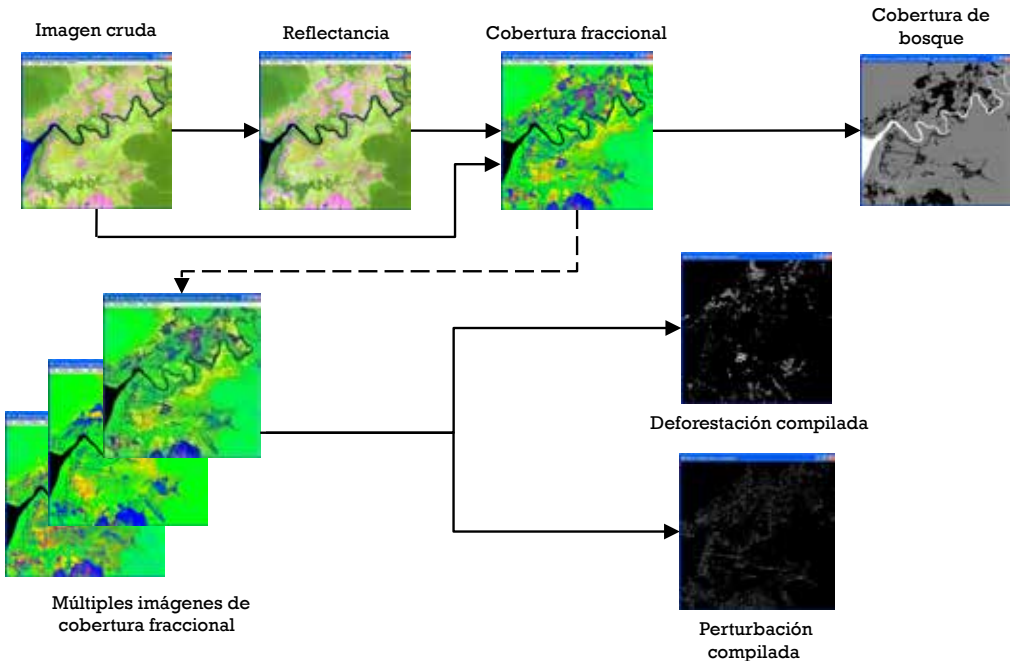 Imagen cruda
Reflectancia
Cobertura fraccional
Cobertura de
bosque
Deforestación compilada
Múltiples imágenes de
cobertura fraccional
Perturbación
compilada